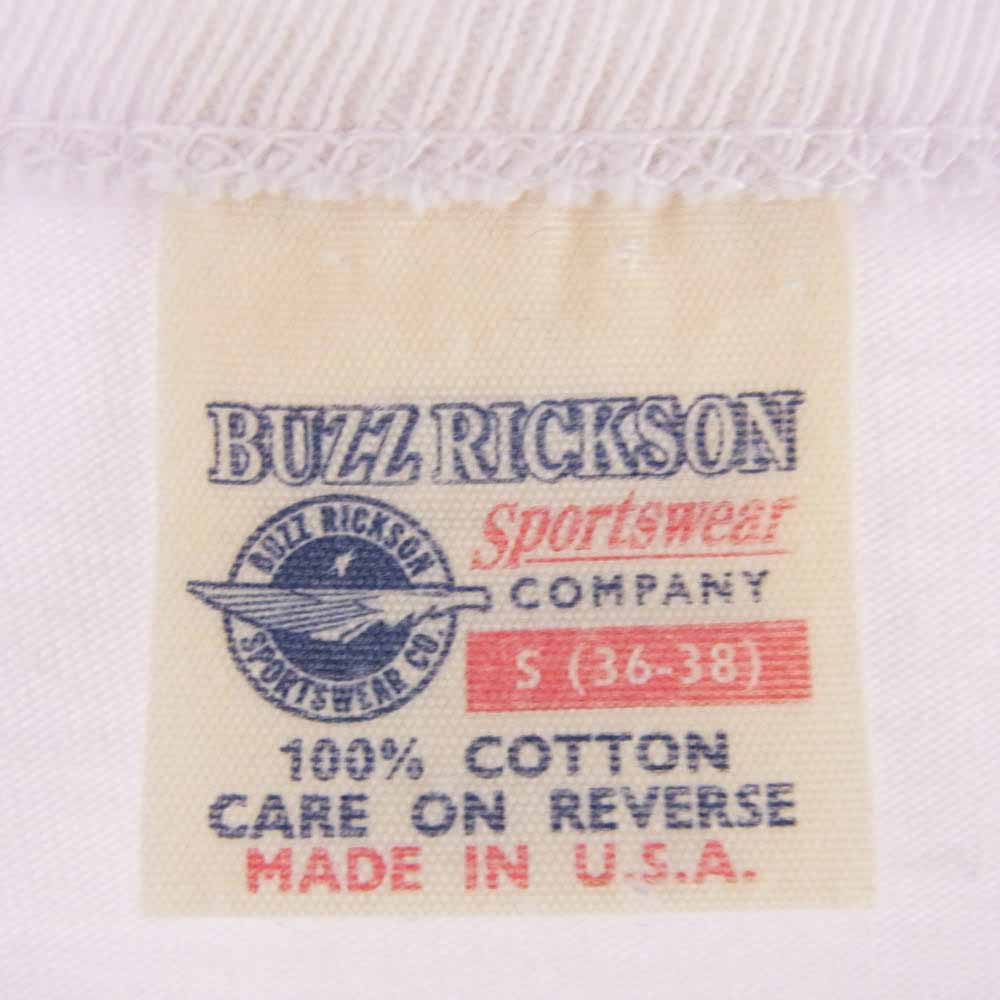 BUZZ RICKSON
Sportswear
COMPANY
BUZZ RICKSON
SPORTSWEAR CO.
S (36-38)
100% COTTON
CARE ON REVERSE
MADE IN U.S.A.